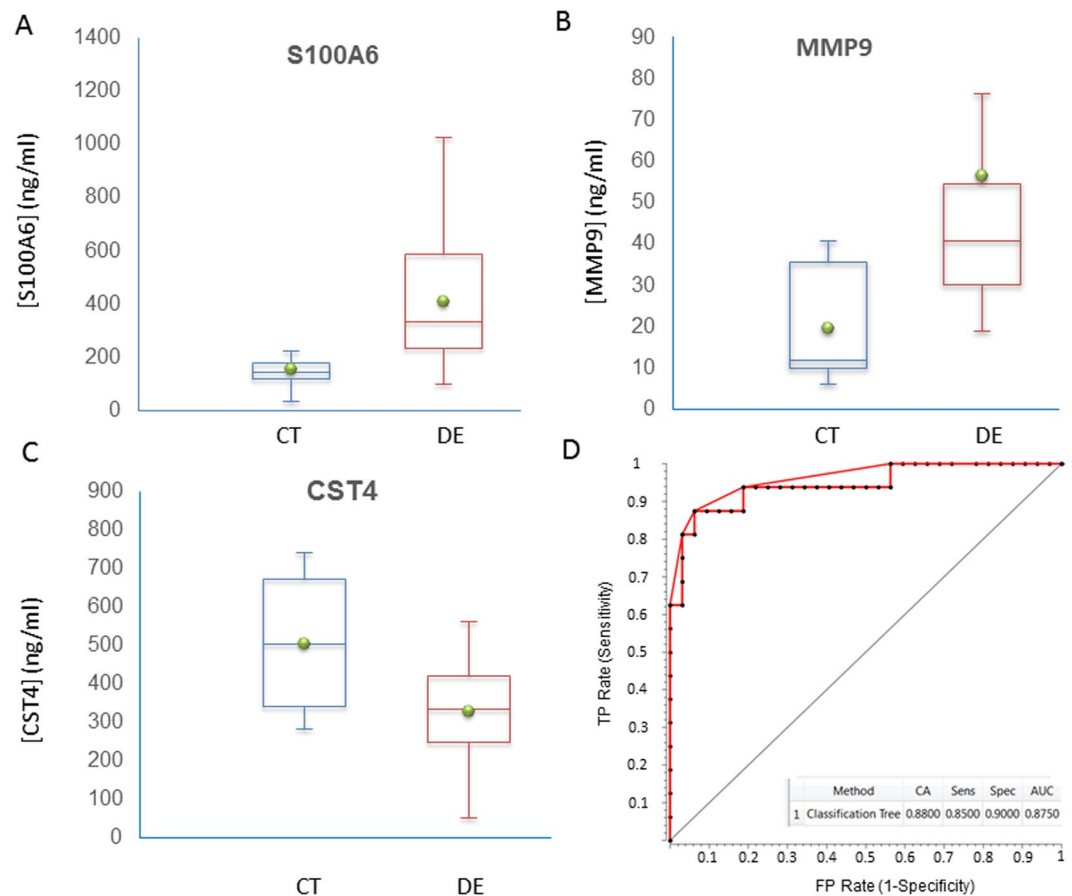 A
S100A6
[S100A6] (ng/ml)
1400
1200
1000
800
600
400
200
0
CT DE
B
MMP9
[MMP9] (ng/ml)
90
80
70
60
50
40
30
20
10
0
CT DE
C
CST4
[CST4] (ng/ml)
900
800
700
600
500
400
300
200
100
0
CT DE
D
TP Rate (Sensitivity)
1
0.9
0.8
0.7
0.6
0.5
0.4
0.3
0.2
0.1
Method CA Sens Spec AUC
1 Classification Tree 0.8800 0.8500 0.9000 0.8750
0.1 0.2 0.3 0.4 0.5 0.6 0.7 0.8 0.9 1
FP Rate (1-Specificity)